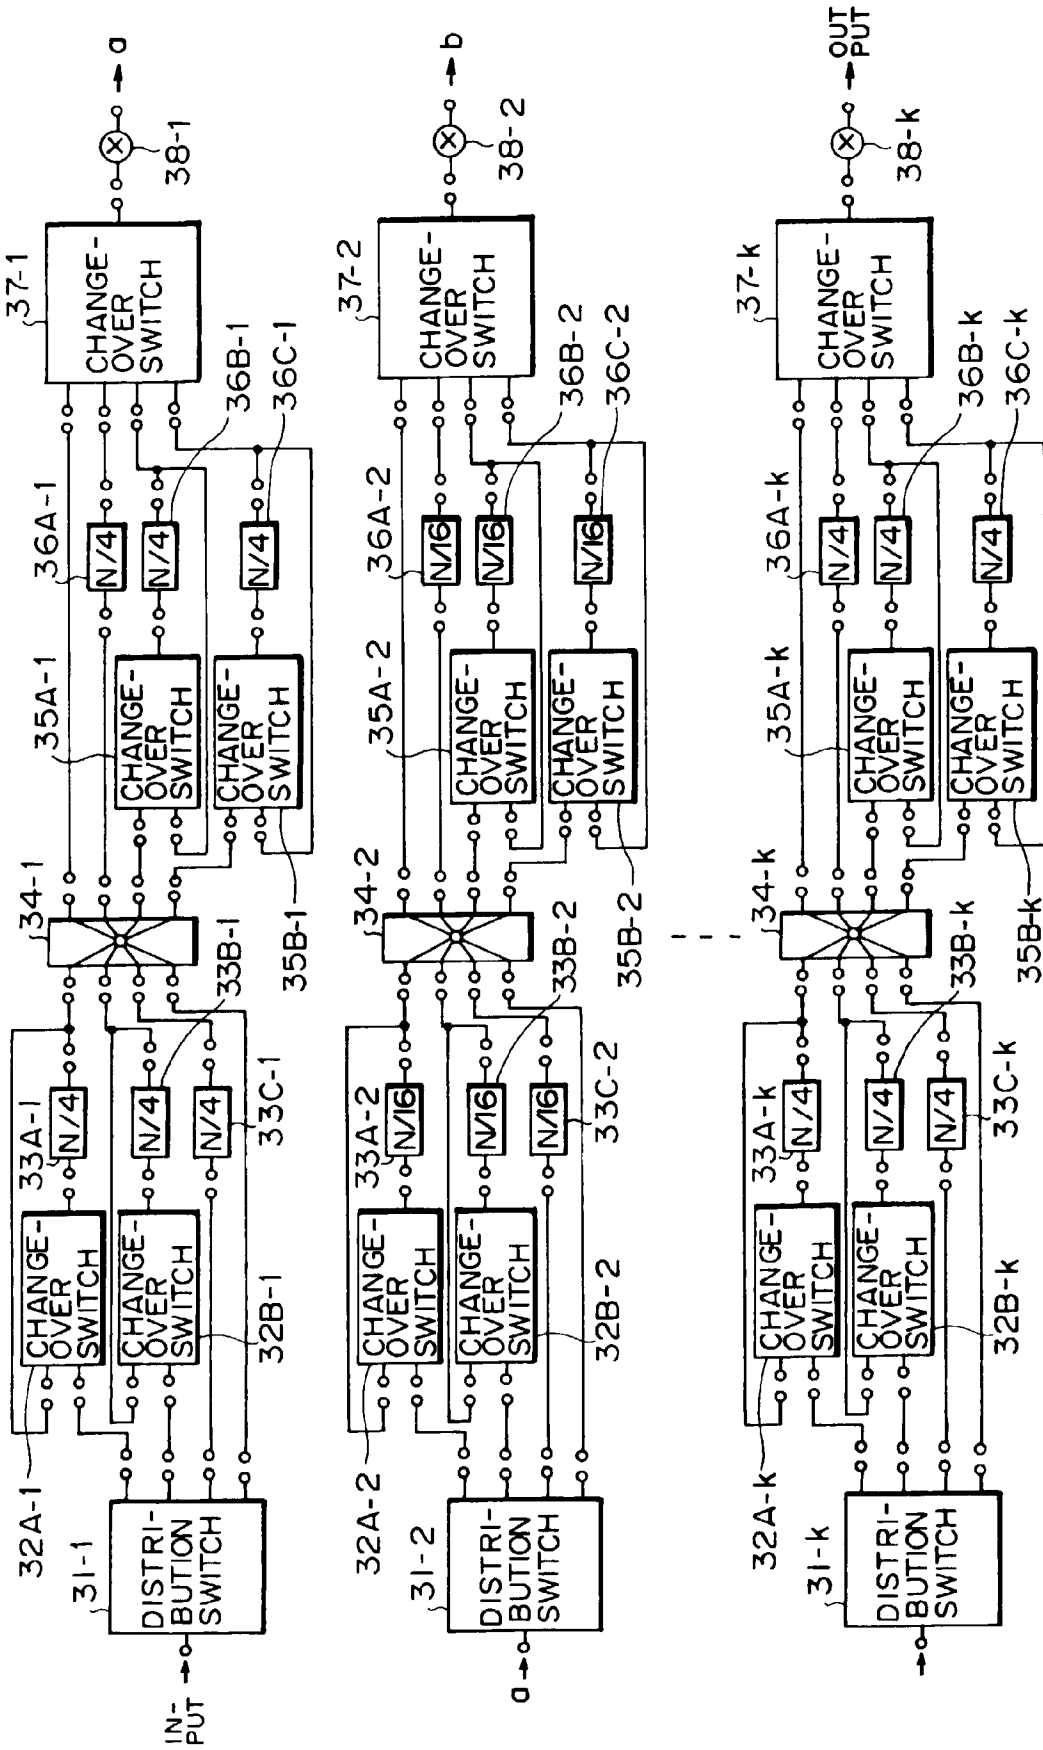 IN-
PUT
31-1
DISTRI-
BUTION
SWITCH
32A-1
CHANGE-
OVER
SWITCH
CHANGE-
OVER
SWITCH
32B-1
33A-1
N/4
N/4
33B-1
N/4
33C-1
34-1
35A-1
CHANGE-
OVER
SWITCH
CHANGE-
OVER
SWITCH
35B-1
36A-1
N/4
N/4
36B-1
N/4
36C-1
37-1
CHANGE-
OVER
SWITCH
X
38-1
a
a
31-2
DISTRI-
BUTION
SWITCH
32A-2
CHANGE-
OVER
SWITCH
CHANGE-
OVER
SWITCH
32B-2
33A-2
N/16
N/16
33B-2
N/16
33C-2
34-2
35A-2
CHANGE-
OVER
SWITCH
CHANGE-
OVER
SWITCH
35B-2
36A-2
N/16
N/16
36B-2
N/16
36C-2
37-2
CHANGE-
OVER
SWITCH
X
38-2
b
31-k
DISTRI-
BUTION
SWITCH
32A-k
CHANGE-
OVER
SWITCH
CHANGE-
OVER
SWITCH
32B-k
33A-k
N/4
N/4
33B-k
N/4
33C-k
34-k
35A-k
CHANGE-
OVER
SWITCH
CHANGE-
OVER
SWITCH
35B-k
36A-k
N/4
N/4
36B-k
N/4
36C-k
37-k
CHANGE-
OVER
SWITCH
X
38-k
OUT
PUT